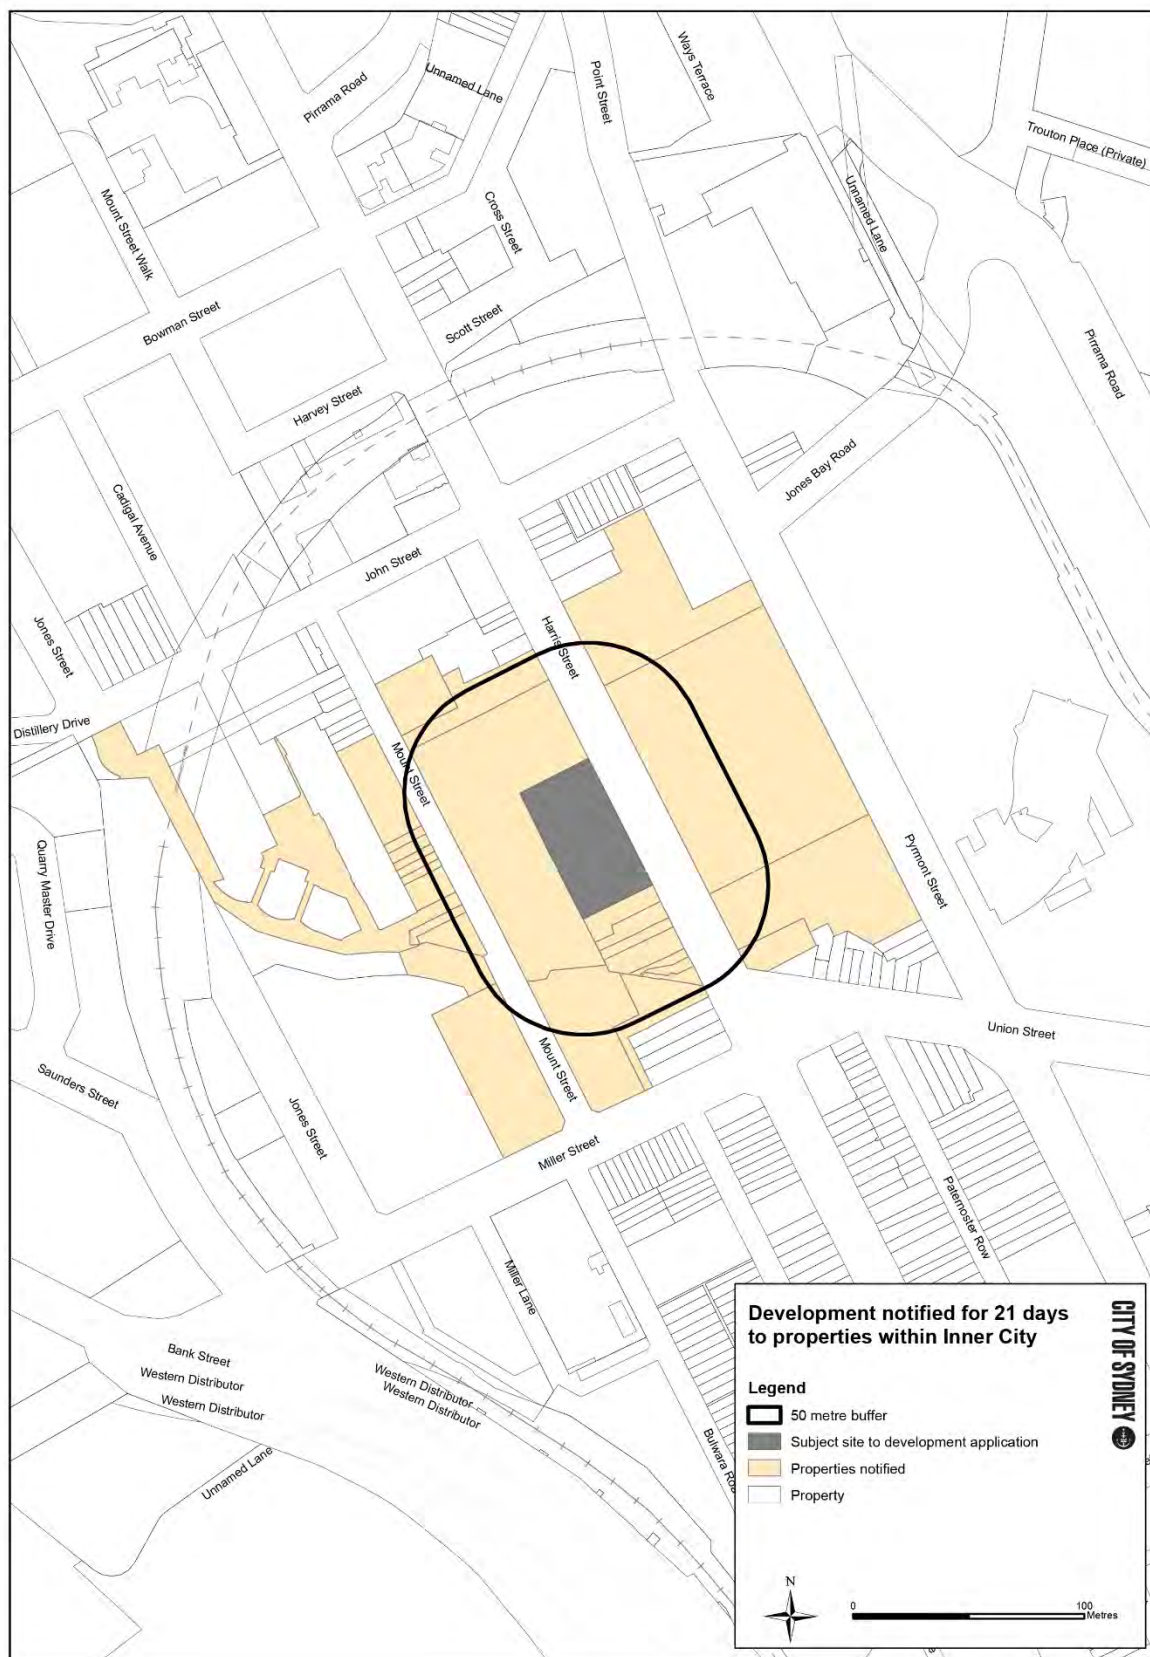 Pirrama Road
Unnamed Lane
Point Street
Ways Terrace
Trouton Place (Private)
Mount Street Walk
Cross Street
Unnamed Lane
Bowman Street
Scott Street
Pirrama Road
Harvey Street
Jones Bay Road
Cadigal Avenue
John Street
Jones Street
Harris Street
Distillery Drive
Mount Street
Quarry Master Drive
Pyrmont Street
Union Street
Saunders Street
Jones Street
Mount Street
Miller Street
Paternoster Row
Miller Lane
Bank Street
Western Distributor
Western Distributor
Western Distributor
Western Distributor
Unnamed Lane
Bulwara
Development notified for 21 days
to properties within Inner City
CITY OF SYDNEY
Legend
50 metre buffer
Subject site to development application
Properties notified
Property
N
0
100
Metres